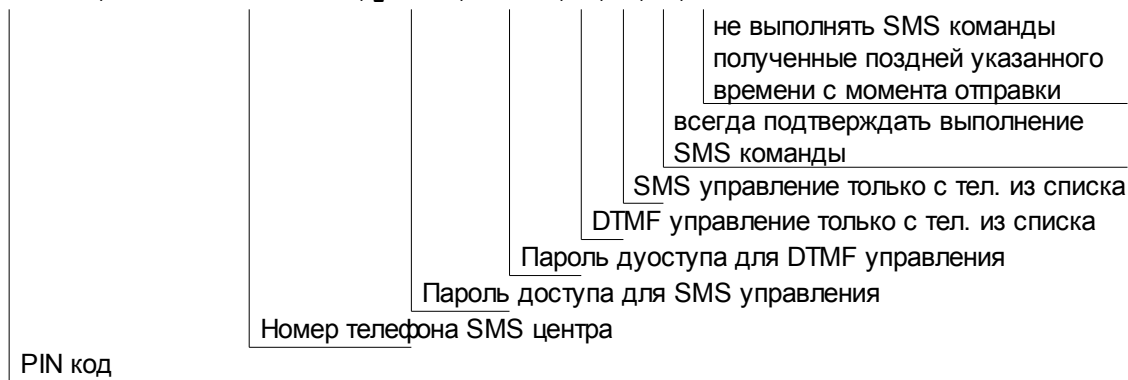 не выполнять SMS команды
полученные поздней указанного
времени с момента отправки
всегда подтверждать выполнение
SMS команды
SMS управление только с тел. из списка
DTMF управление только с тел. из списка
Пароль дуоступа для DTMF управления
Пароль доступа для SMS управления
Номер телефона SMS центра
PIN код